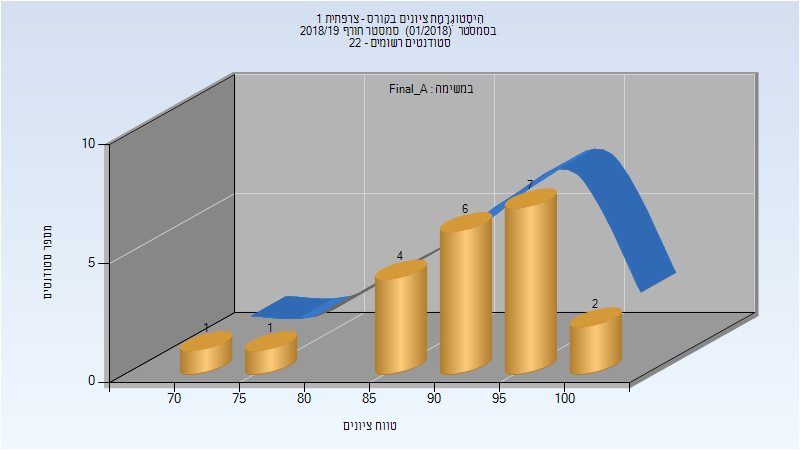 היסטוגרמת ציונים בקורס - צרפתית 1
בסמסטר (01/2018) סמסטר חורף 2018/19
סטודנטים רשומים - 22
במשימה : Final_A
מספר סטודנטים
10
5
0
1
1
4
6
7
2
70
75
80
85
90
95
100
טווח ציונים